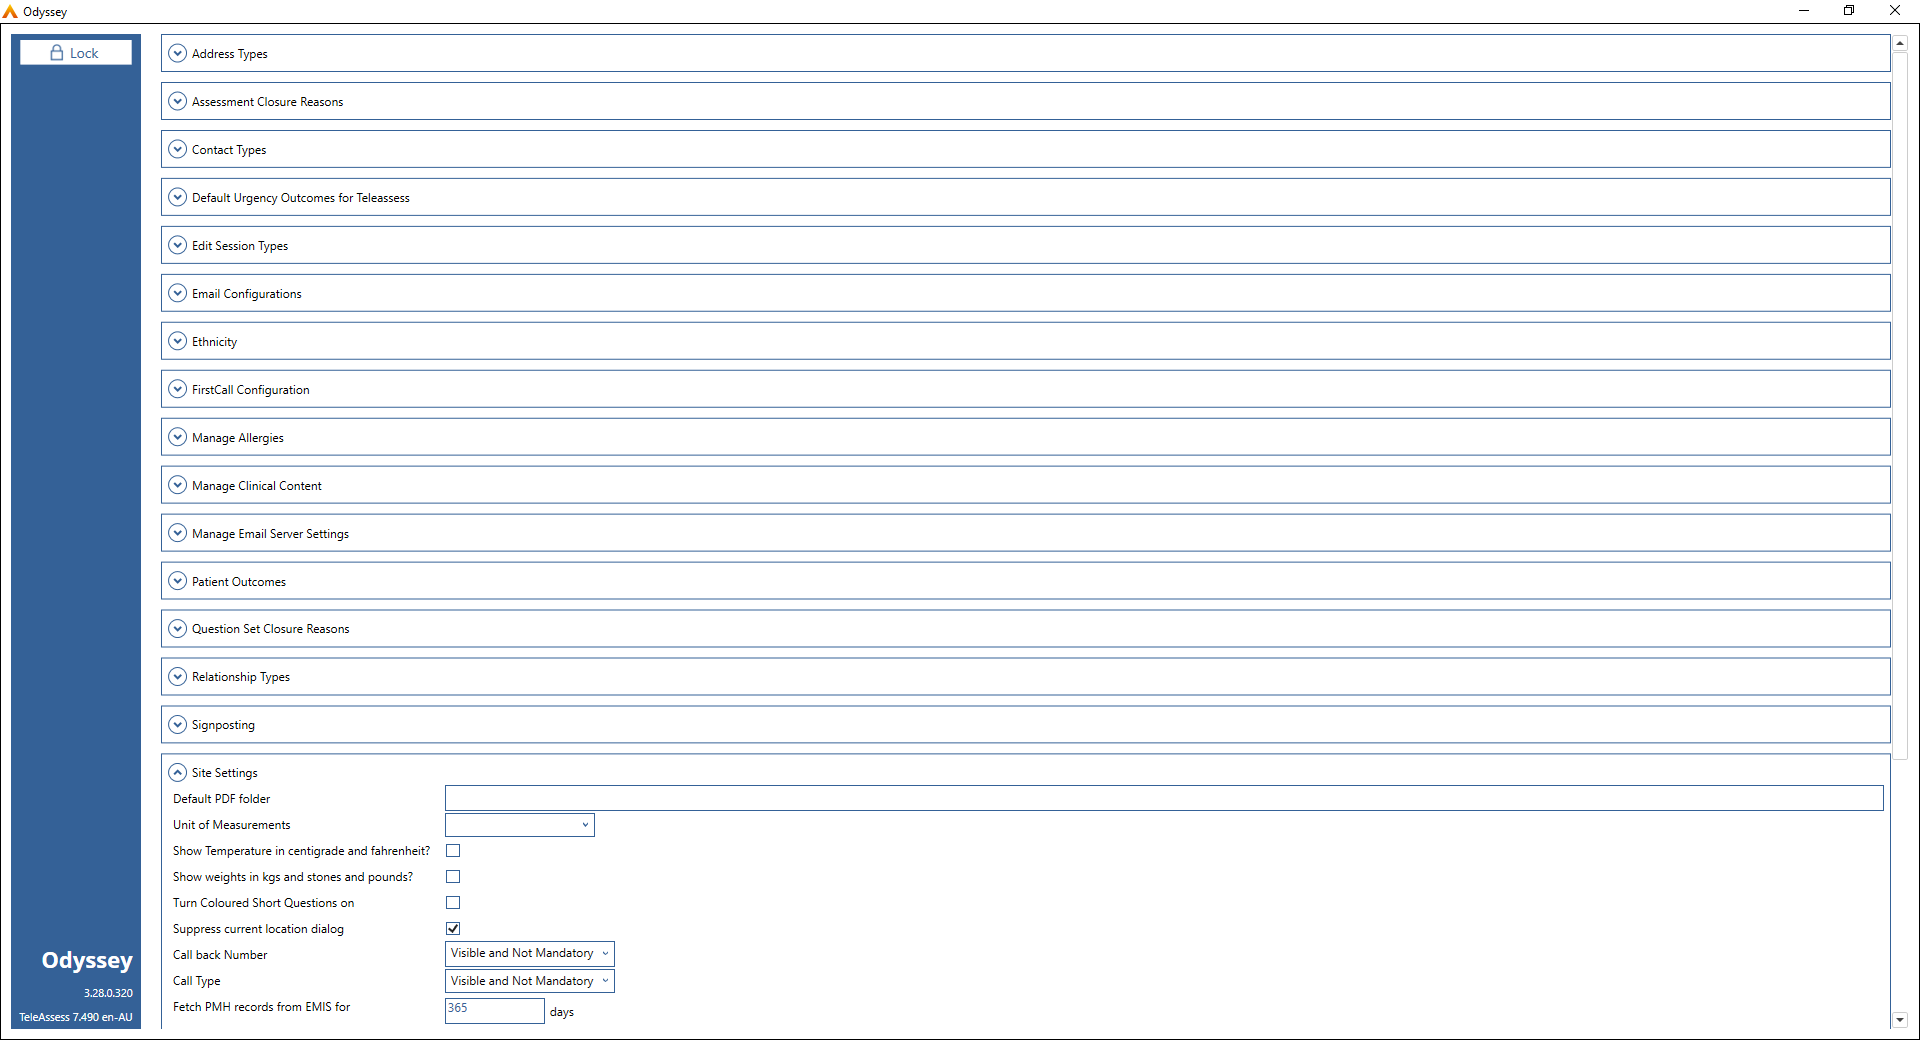 Odyssey
Lock
Address Types
Assessment Closure Reasons
Contact Types
Default Urgency Outcomes for Teleassess
Edit Session Types
Email Configurations
Ethnicity
FirstCall Configuration
Manage Allergies
Manage Clinical Content
Manage Email Server Settings
Patient Outcomes
Question Set Closure Reasons
Relationship Types
Signposting
Site Settings
Default PDF folder
Unit of Measurements
Show Temperature in centigrade and fahrenheit?
Show weights in kgs and stones and pounds?
Turn Coloured Short Questions on
Suppress current location dialog
Call back Number Visible and Not Mandatory
Call Type Visible and Not Mandatory
Fetch PMH records from EMIS for 365 days
Odyssey
3.28.0.320
TeleAssess 7.490 en-AU